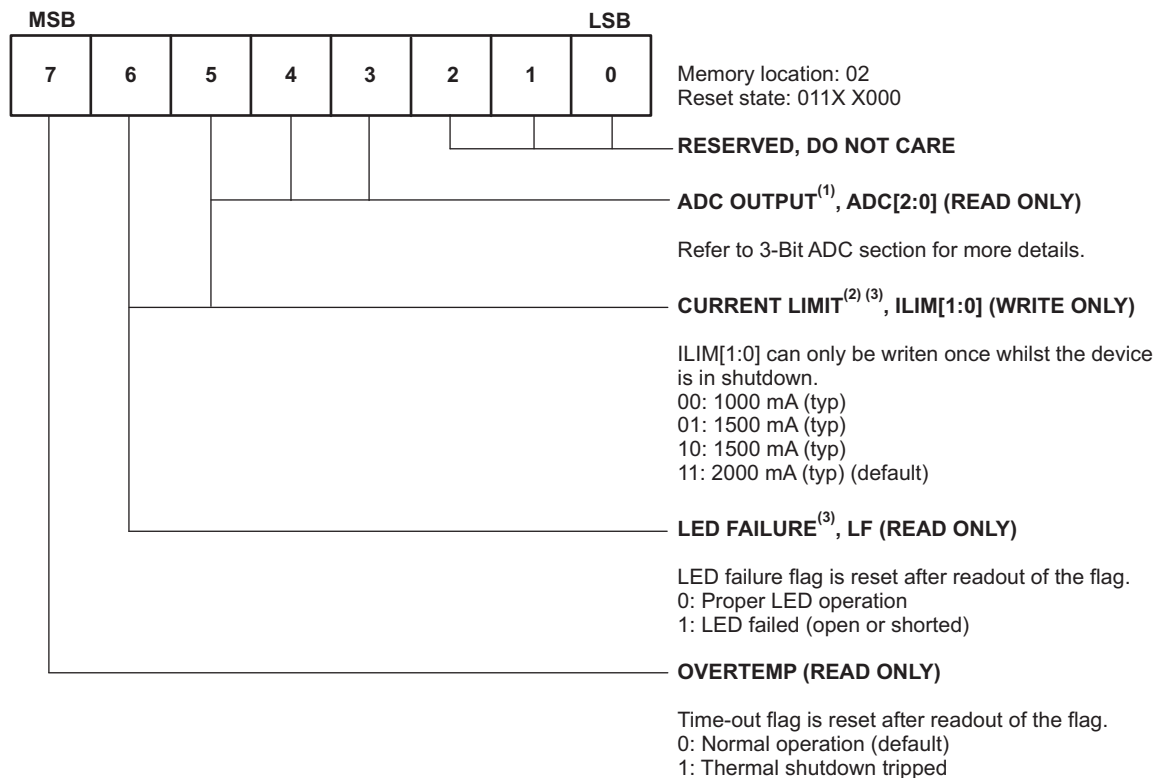 MSB LSB
7 6 5 4 3 2 1 0
Memory location: 02
Reset state: 011X X000
RESERVED, DO NOT CARE
ADC OUTPUT(1), ADC[2:0] (READ ONLY)
Refer to 3-Bit ADC section for more details.
CURRENT LIMIT(2) (3), ILIM[1:0] (WRITE ONLY)
ILIM[1:0] can only be writen once whilst the device
is in shutdown.
00: 1000 mA (typ)
01: 1500 mA (typ)
10: 1500 mA (typ)
11: 2000 mA (typ) (default)
LED FAILURE(3), LF (READ ONLY)
LED failure flag is reset after readout of the flag.
0: Proper LED operation
1: LED failed (open or shorted)
OVERTEMP (READ ONLY)
Time-out flag is reset after readout of the flag.
0: Normal operation (default)
1: Thermal shutdown tripped